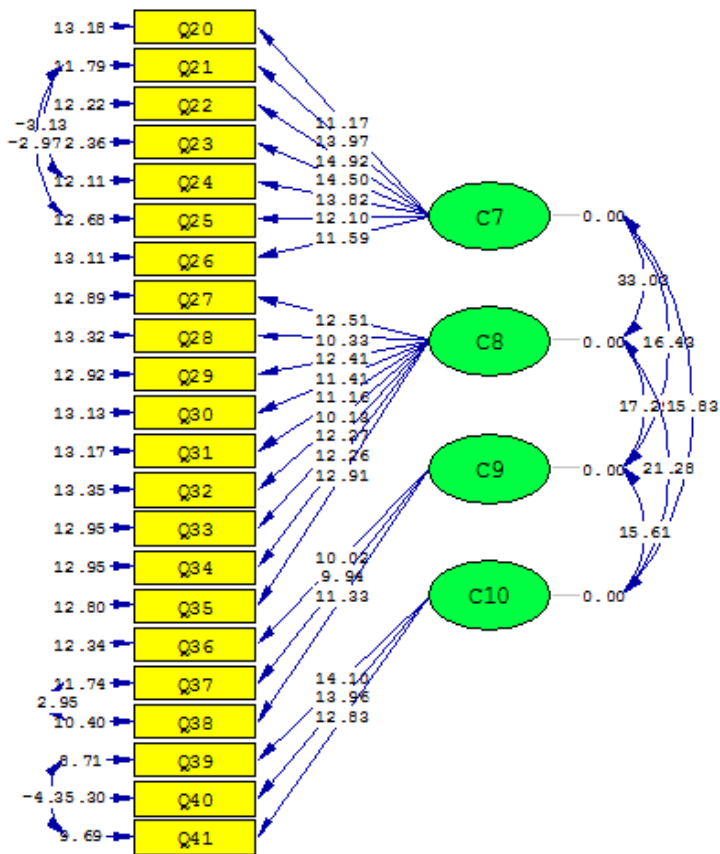 13.18 Q20
11.79 Q21
12.22 Q22
-3.13 11.17
-2.97 Q23 13.97
14.92
12.11 Q24 14.50
13.82
12.68 Q25 12.10 C7 0.00
11.59
13.11 Q26
33.03
12.89 Q27
12.51
13.32 Q28 10.33 C8 0.00 16.43
12.41
12.92 Q29 11.41
11.16
13.13 Q30 10.13 15.83
12.27
13.17 Q31 12.26
12.91 C9 0.00 21.28
13.35 Q32
12.95 Q33 15.61
10.02
12.95 Q34 9.94
11.33 C10 0.00
12.80 Q35
12.34 Q36
11.74 Q37 14.10
2.95 13.96
10.40 Q38 12.83
8.71 Q39
Q40
9.69 Q41